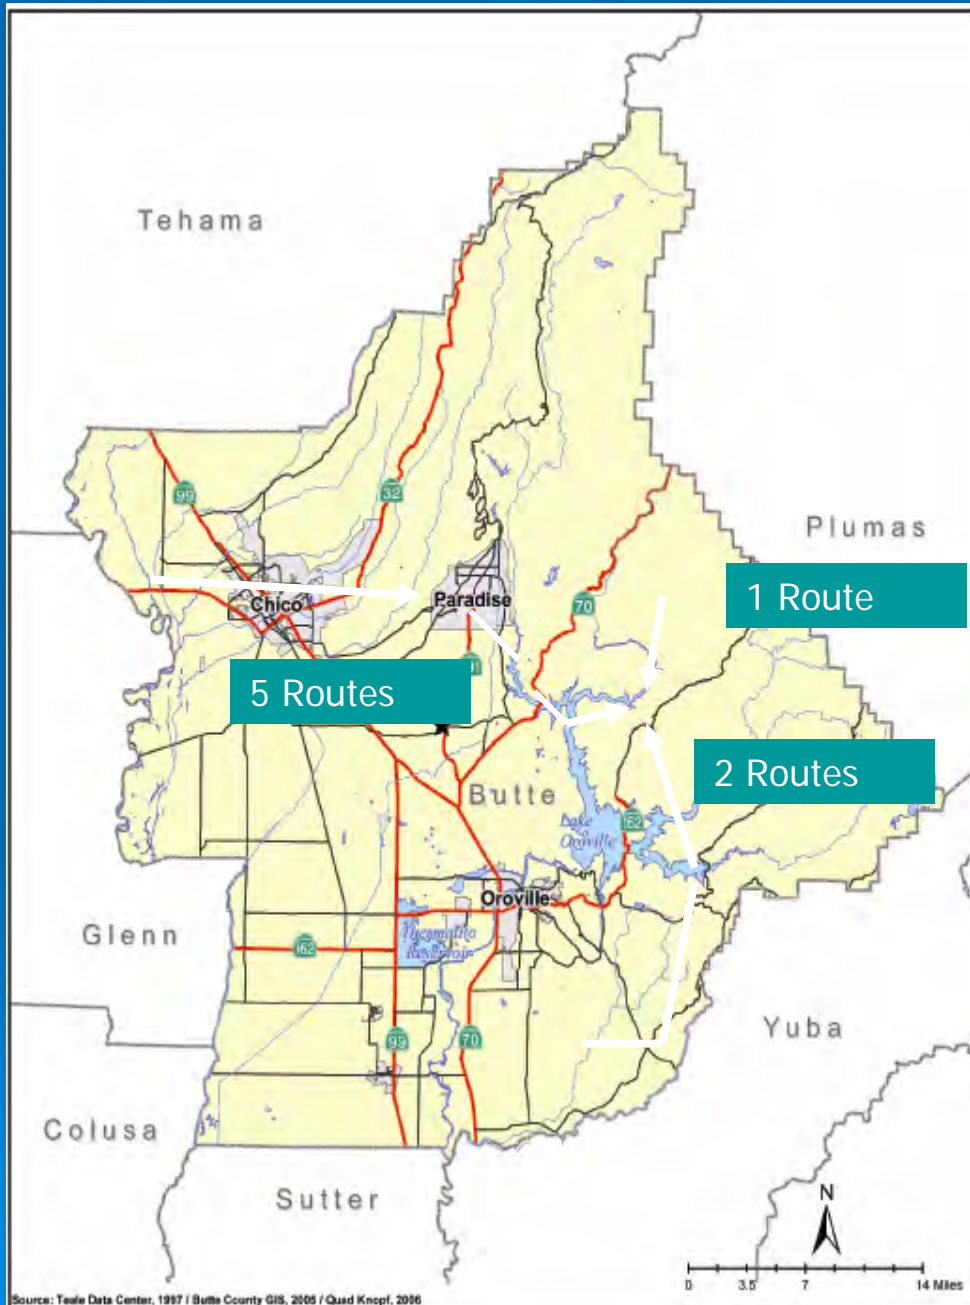 Tehama
99
32
Plumas
1 Route
Chico
Paradise
70
5 Routes
2 Routes
Butte
Lake
Oroville
162
Oroville
Glenn
162
Thermalito
Reservoir
Yuba
99
70
Colusa
Sutter
N
0 3.5 7 14 Miles
Source: Teale Data Center, 1997 / Butte County GIS, 2005 / Quad Knopf, 2006